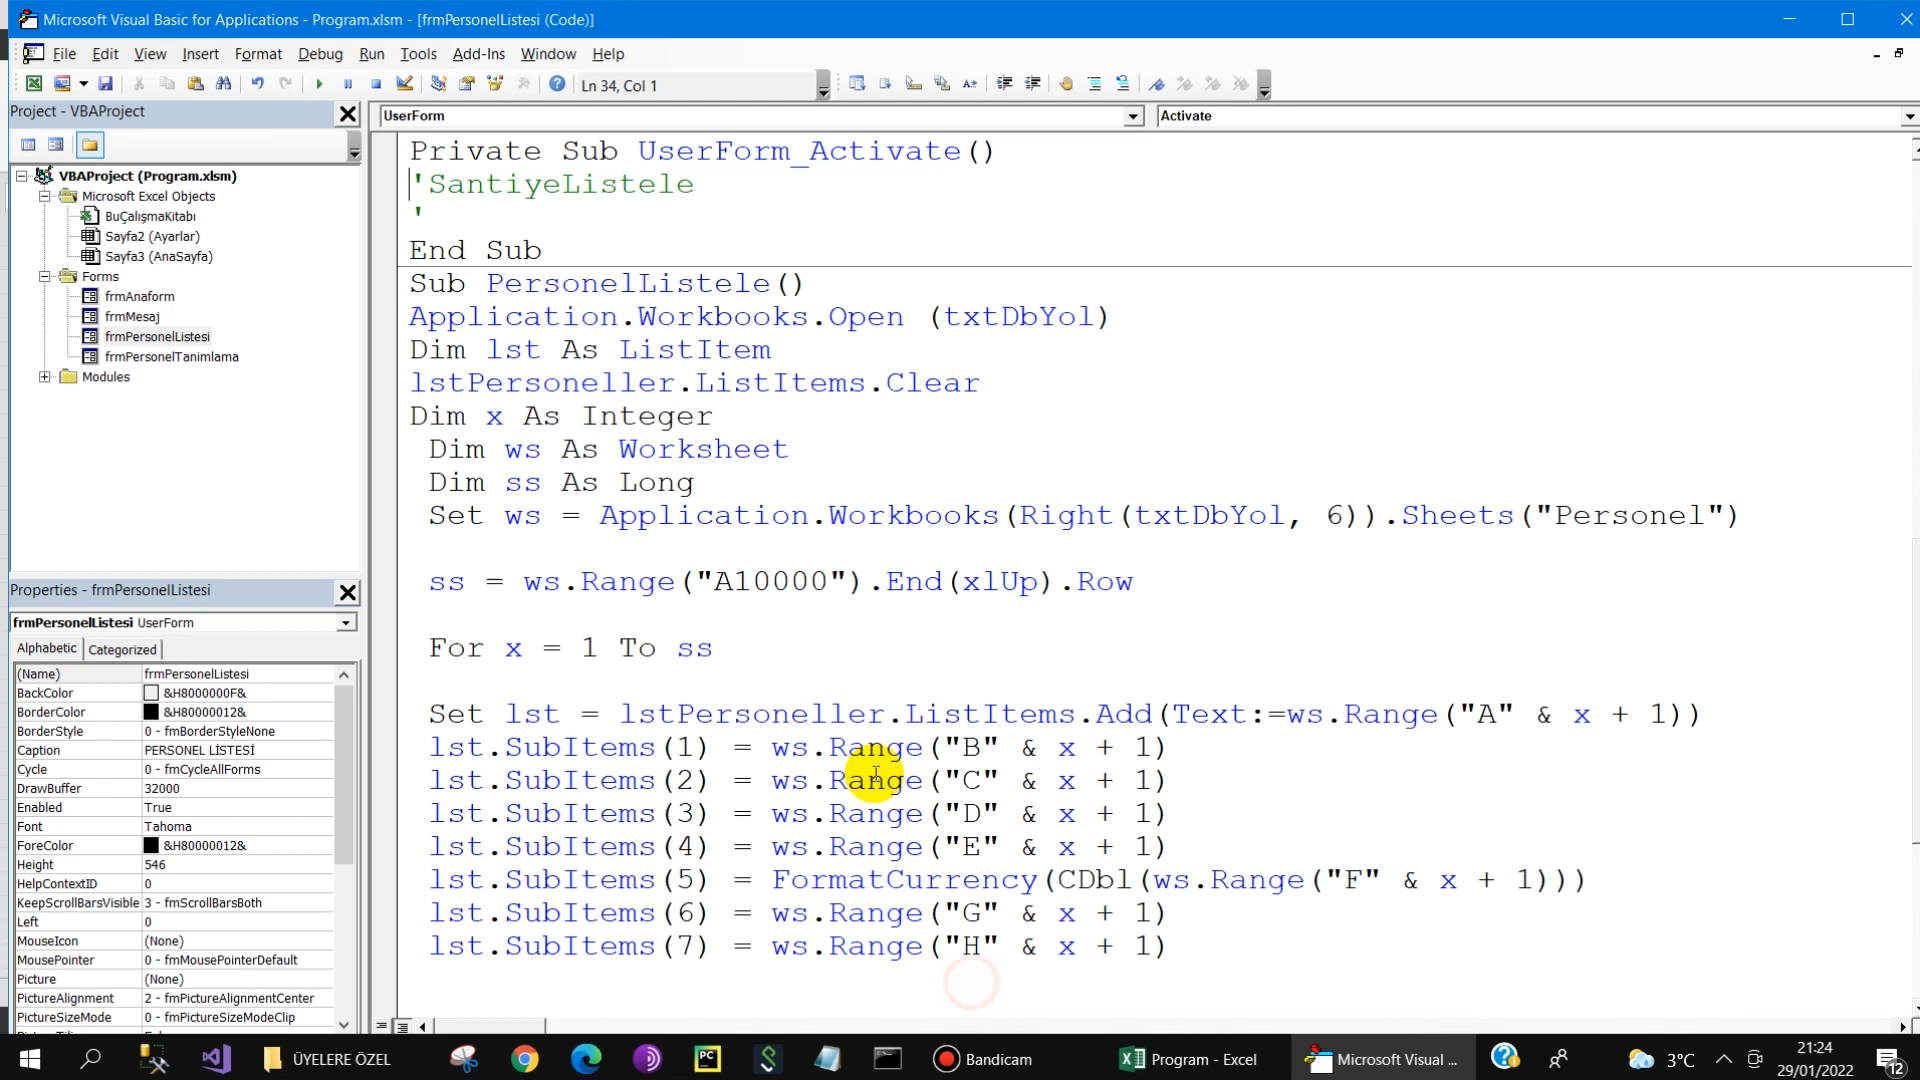 Microsoft Visual Basic for Applications - Program.xlsm - [frmPersonelListesi (Code)]
File Edit View Insert Format Debug Run Tools Add-Ins Window Help
Ln 34, Col 1
Project - VBAProject
UserForm
Activate
VBAProject (Program.xlsm)
Microsoft Excel Objects
BuÇalışmaKitabı
Sayfa2 (Ayarlar)
Sayfa3 (AnaSayfa)
Forms
frmAnaform
frmMesaj
frmPersonelListesi
frmPersonelTanimlama
Modules
Properties - frmPersonelListesi
frmPersonelListesi UserForm
Alphabetic Categorized
(Name) frmPersonelListesi
BackColor &H8000000F&
BorderColor &H80000012&
BorderStyle 0 - fmBorderStyleNone
Caption PERSONEL LİSTESİ
Cycle 0 - fmCycleAllForms
DrawBuffer 32000
Enabled True
Font Tahoma
ForeColor &H80000012&
Height 546
HelpContextID 0
KeepScrollBarsVisible 3 - fmScrollBarsBoth
Left 0
MouseIcon (None)
MousePointer 0 - fmMousePointerDefault
Picture (None)
PictureAlignment 2 - fmPictureAlignmentCenter
PictureSizeMode 0 - fmPictureSizeModeClip
Private Sub UserForm_Activate()
'SantiyeListele
'
End Sub
Sub PersonelListele()
Application.Workbooks.Open (txtDbYol)
Dim lst As ListItem
lstPersoneller.ListItems.Clear
Dim x As Integer
Dim ws As Worksheet
Dim ss As Long
Set ws = Application.Workbooks(Right(txtDbYol, 6)).Sheets("Personel")
ss = ws.Range("A10000").End(xlUp).Row
For x = 1 To ss
Set lst = lstPersoneller.ListItems.Add(Text:=ws.Range("A" & x + 1))
lst.SubItems(1) = ws.Range("B" & x + 1)
lst.SubItems(2) = ws.Range("C" & x + 1)
lst.SubItems(3) = ws.Range("D" & x + 1)
lst.SubItems(4) = ws.Range("E" & x + 1)
lst.SubItems(5) = FormatCurrency(CDbl(ws.Range("F" & x + 1)))
lst.SubItems(6) = ws.Range("G" & x + 1)
lst.SubItems(7) = ws.Range("H" & x + 1)
ÜYELERE ÖZEL
PC
Bandicam
Program - Excel
Microsoft Visual ...
3°C
21:24
29/01/2022
12